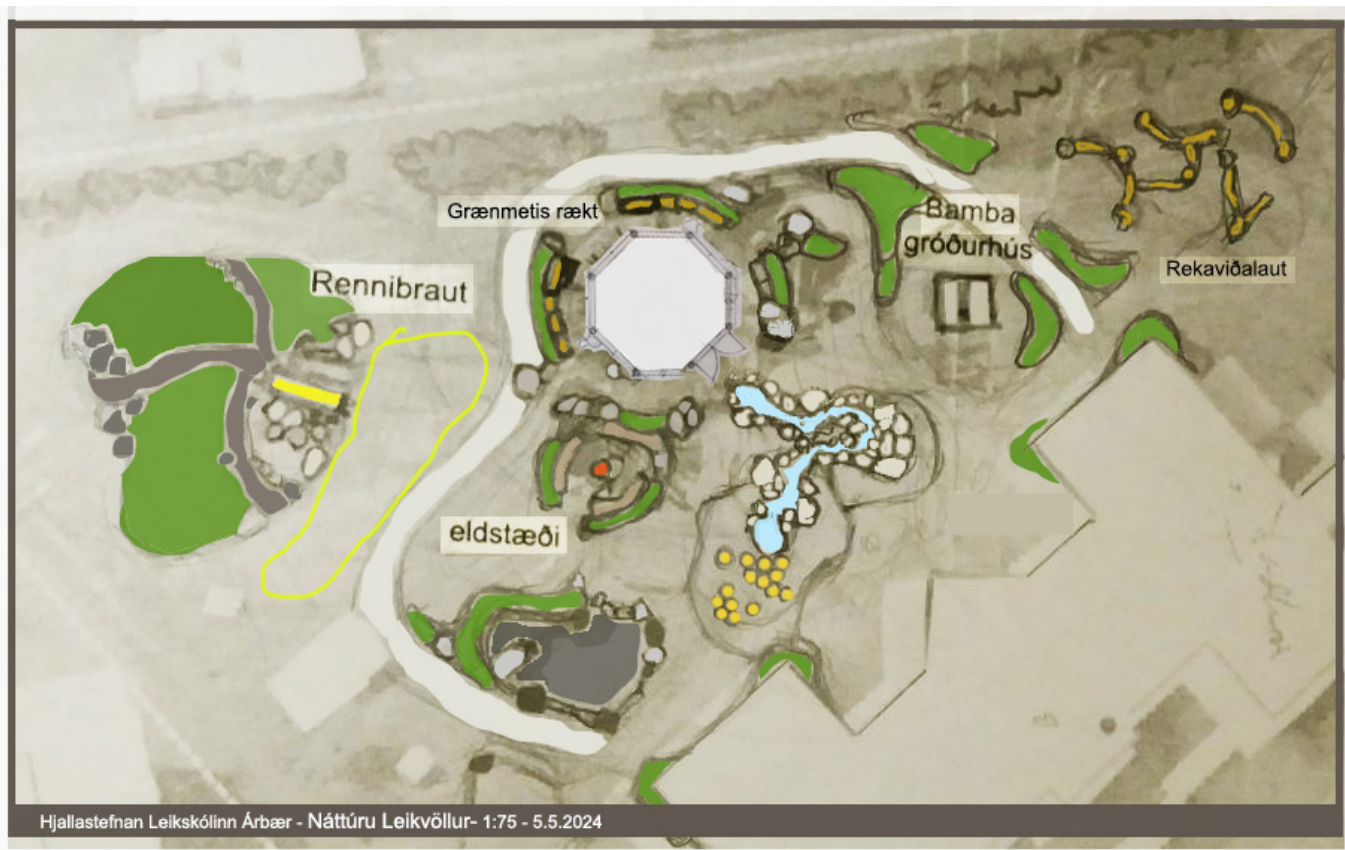 Grænmetis rækt
Bamba
gróðurhús
Rekaviðalaut
Rennibraut
eldstæði
Hjallastefnan Leikskólinn Árbær - Náttúru Leikvöllur- 1:75 - 5.5.2024